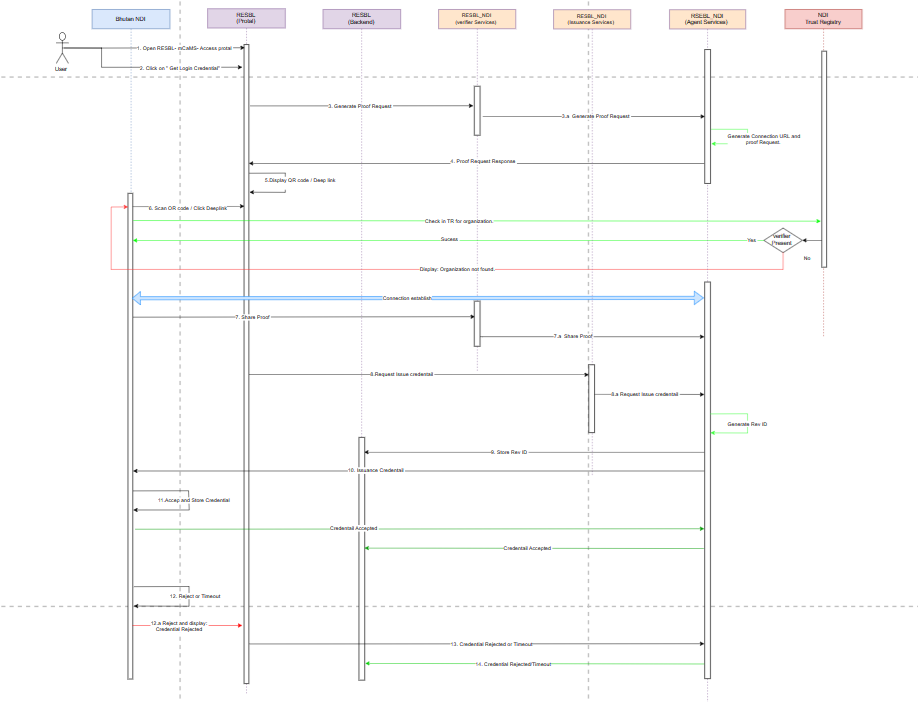 Bhutan NDI
RESBL
(Protal)
RESBL
(Backend)
RESBL_NDI
(verifier Services)
RESBL_NDI
(Issuance Services)
RSEBL_NDI
(Agent Services)
NDI
Trust Registry
User
1. Open RESBL- mCaMS- Access protal
2. Click on " Get Login Credential"
3. Generate Proof Request
3.a Generate Proof Request
Generate Connection URL and
proof Request.
4. Proof Request Response
5.Display QR code / Deep link
6. Scan QR code / Click Deeplink
Check in TR for organization.
Sucess
Yes
verifier
Present
No
Display: Organization not found.
Connection establish
7. Share Proof
7.a Share Proof
8.Request issue credentail
8.a Request Issue credentail
Generate Rev ID
9. Store Rev ID
10. Issuance Credentail
11.Accep and Store Credential
Credentail Accepted
Credentail Accepted
12. Reject or Timeout
12.a Reject and display:
Credential Rejected
13. Credential Rejected or Timeout
14. Credential Rejected/Timeout